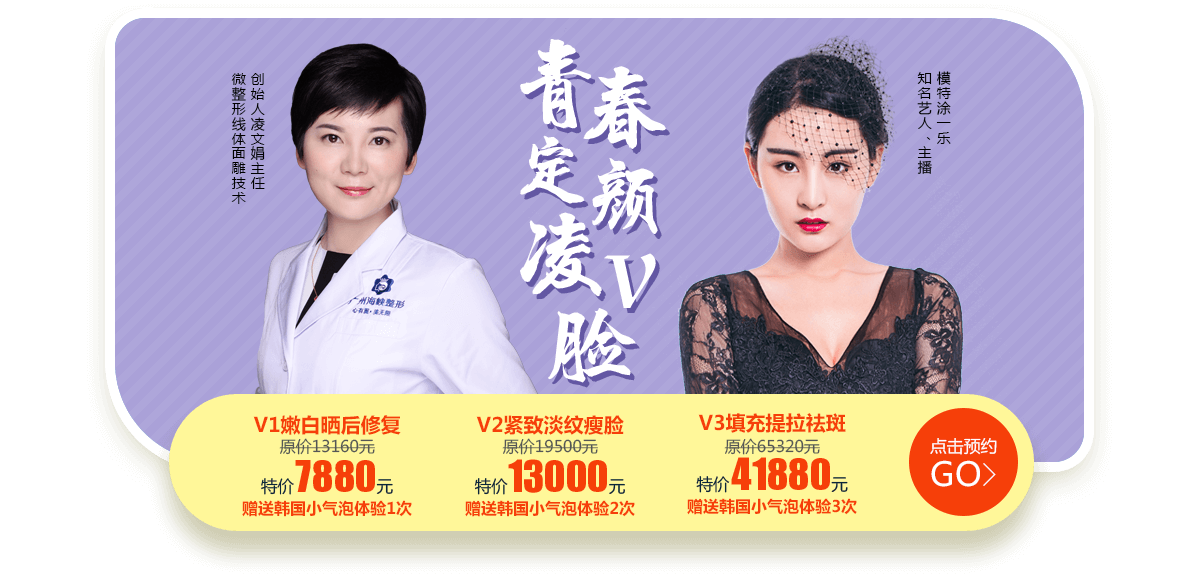 创始人凌文娟主任
微整形线体面雕技术
青春定颜凌V脸
模特涂一乐
知名艺人、主播
广州海峡整形
V1嫩白晒后修复
原价13160元
特价7880元
赠送韩国小气泡体验1次
V2紧致淡纹瘦脸
原价19500元
特价13000元
赠送韩国小气泡体验2次
V3填充提拉祛斑
原价65320元
特价41880元
赠送韩国小气泡体验3次
点击预约
GO>